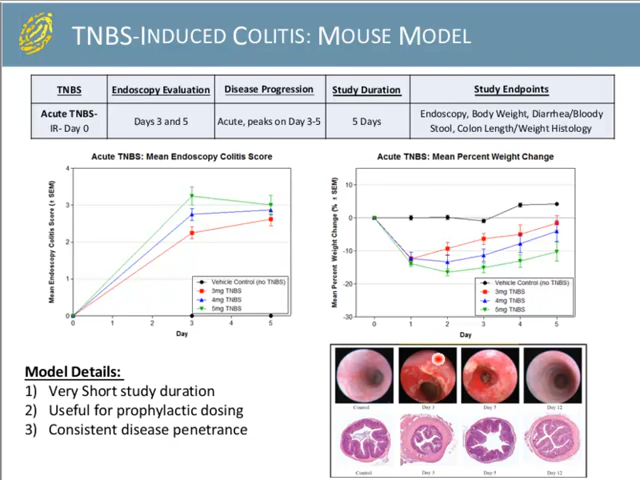 TNBS-INDUCED COLITIS: MOUSE MODEL
TNBS
Endoscopy Evaluation
Disease Progression
Study Duration
Study Endpoints
Acute TNBS-
IR- Day 0
Days 3 and 5
Acute, peaks on Day 3-5
5 Days
Endoscopy, Body Weight, Diarrhea/Bloody
Stool, Colon Length/Weight Histology
Acute TNBS: Mean Endoscopy Colitis Score
Mean Endoscopy Colitis Score (± SEM)
4
3
2
1
0
0 1 2 3 4 5
Day
Vehicle Control (no TNBS)
3mg TNBS
4mg TNBS
5mg TNBS
Acute TNBS: Mean Percent Weight Change
Mean Percent Weight Change (% ± SEM)
10
0
-10
-20
-30
0 1 2 3 4 5
Day
Vehicle Control (no TNBS)
3mg TNBS
4mg TNBS
5mg TNBS
Model Details:
1) Very Short study duration
2) Useful for prophylactic dosing
3) Consistent disease penetrance
Control Day 3 Day 5 Day 12
Control Day 3 Day 5 Day 12